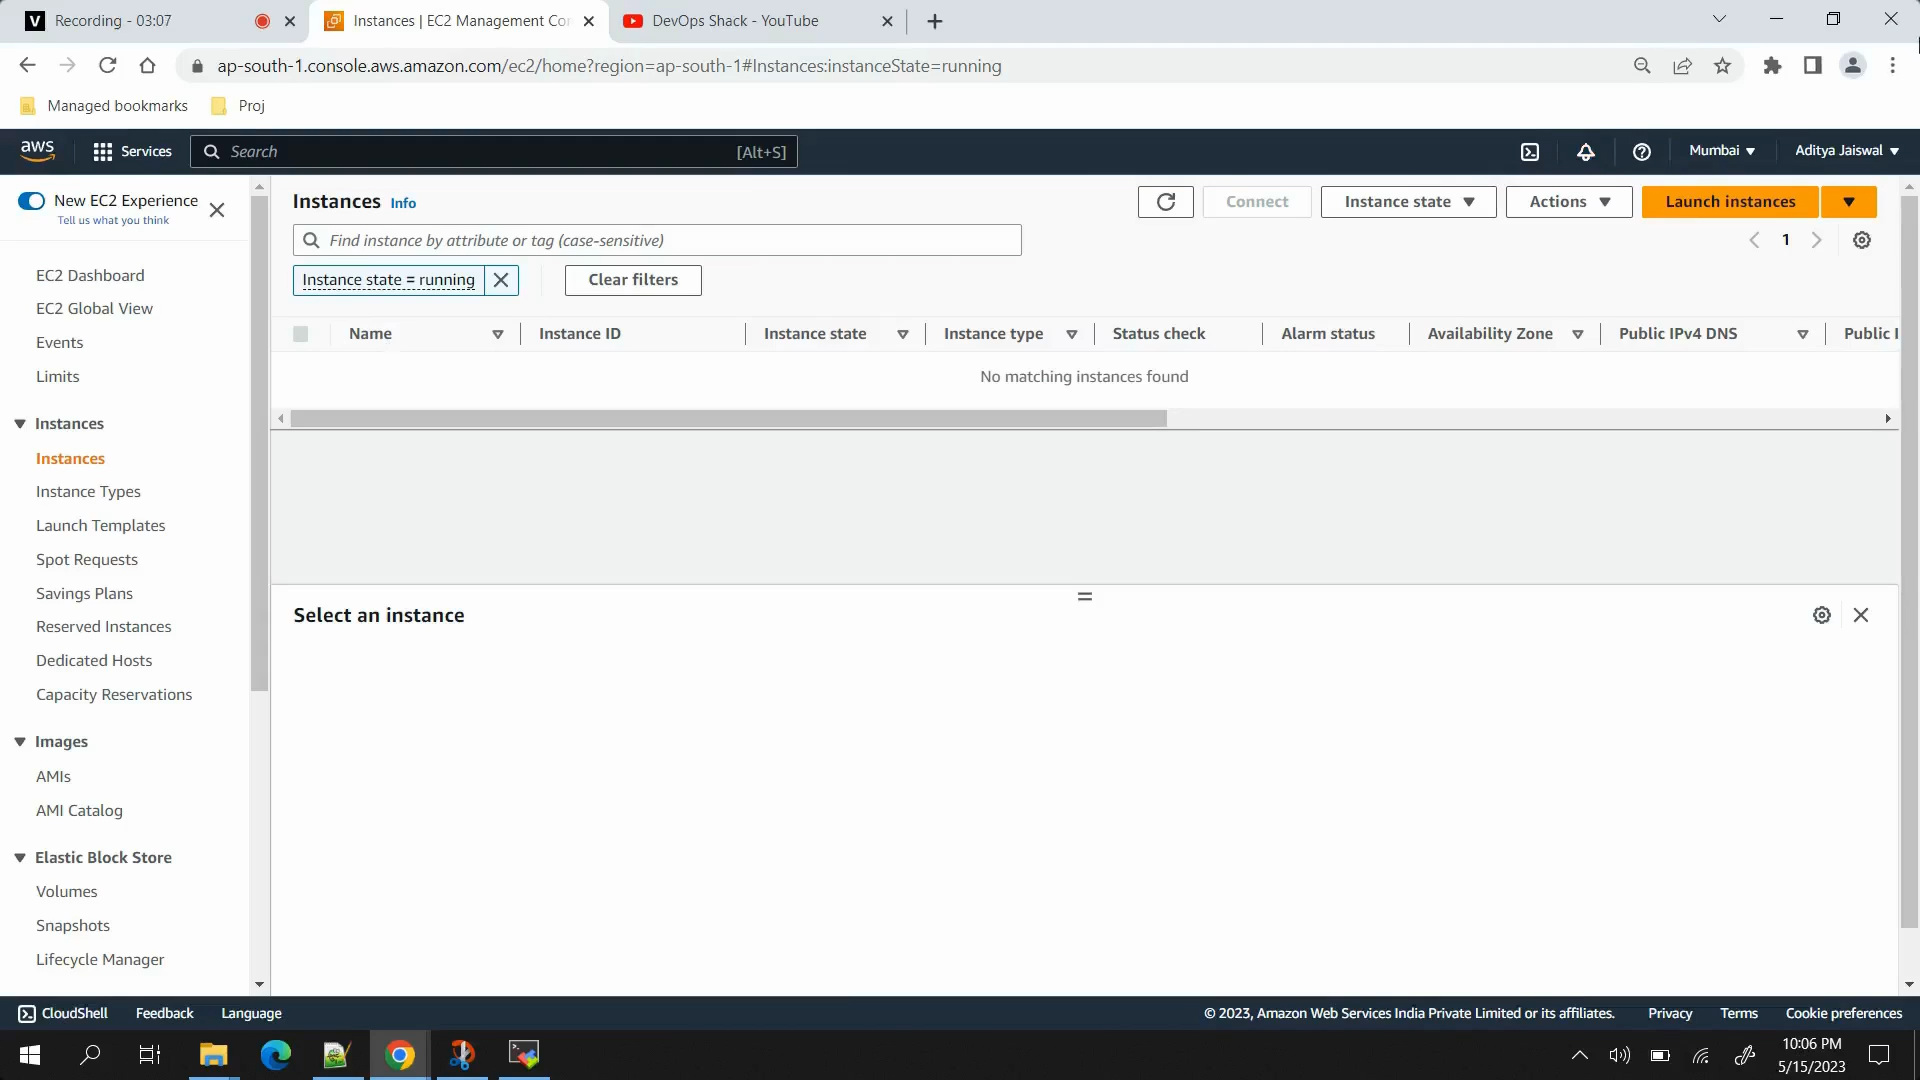 Recording - 03:07
Instances | EC2 Management Con
DevOps Shack - YouTube
ap-south-1.console.aws.amazon.com/ec2/home?region=ap-south-1#Instances:instanceState=running
Managed bookmarks
Proj
aws
Services
Search
[Alt+S]
Mumbai
Aditya Jaiswal
New EC2 Experience
Tell us what you think
EC2 Dashboard
EC2 Global View
Events
Limits
Instances
Instances
Instance Types
Launch Templates
Spot Requests
Savings Plans
Reserved Instances
Dedicated Hosts
Capacity Reservations
Images
AMIs
AMI Catalog
Elastic Block Store
Volumes
Snapshots
Lifecycle Manager
Instances Info
Connect
Instance state
Actions
Launch instances
Find instance by attribute or tag (case-sensitive)
1
Instance state = running
Clear filters
Name
Instance ID
Instance state
Instance type
Status check
Alarm status
Availability Zone
Public IPv4 DNS
Public I
No matching instances found
Select an instance
CloudShell
Feedback
Language
© 2023, Amazon Web Services India Private Limited or its affiliates.
Privacy
Terms
Cookie preferences
10:06 PM
5/15/2023